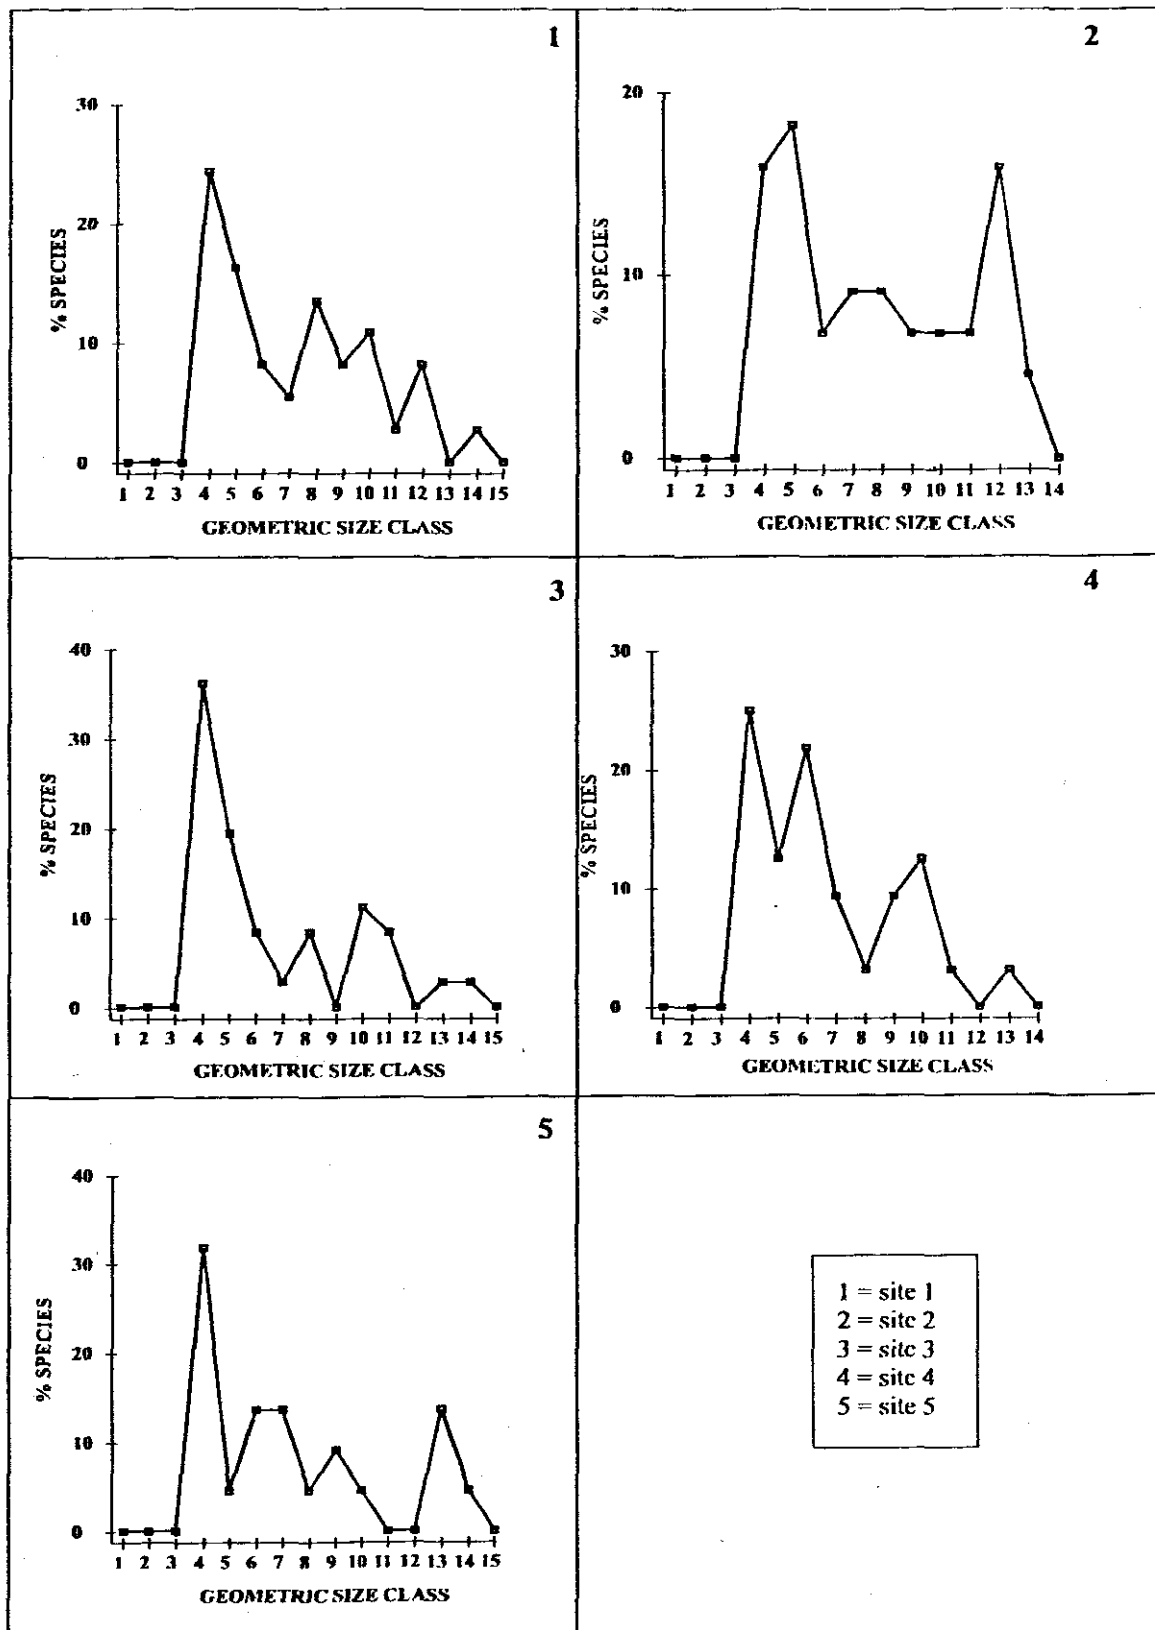 1
30
20
10
0
% SPECIES
1 2 3 4 5 6 7 8 9 10 11 12 13 14 15
GEOMETRIC SIZE CLASS
2
20
10
0
% SPECIES
1 2 3 4 5 6 7 8 9 10 11 12 13 14
GEOMETRIC SIZE CLASS
3
40
30
20
10
0
% SPECIES
1 2 3 4 5 6 7 8 9 10 11 12 13 14 15
GEOMETRIC SIZE CLASS
4
30
20
10
0
% SPECIES
1 2 3 4 5 6 7 8 9 10 11 12 13 14
GEOMETRIC SIZE CLASS
5
40
30
20
10
0
% SPECIES
1 2 3 4 5 6 7 8 9 10 11 12 13 14 15
GEOMETRIC SIZE CLASS
1 = site 1
2 = site 2
3 = site 3
4 = site 4
5 = site 5